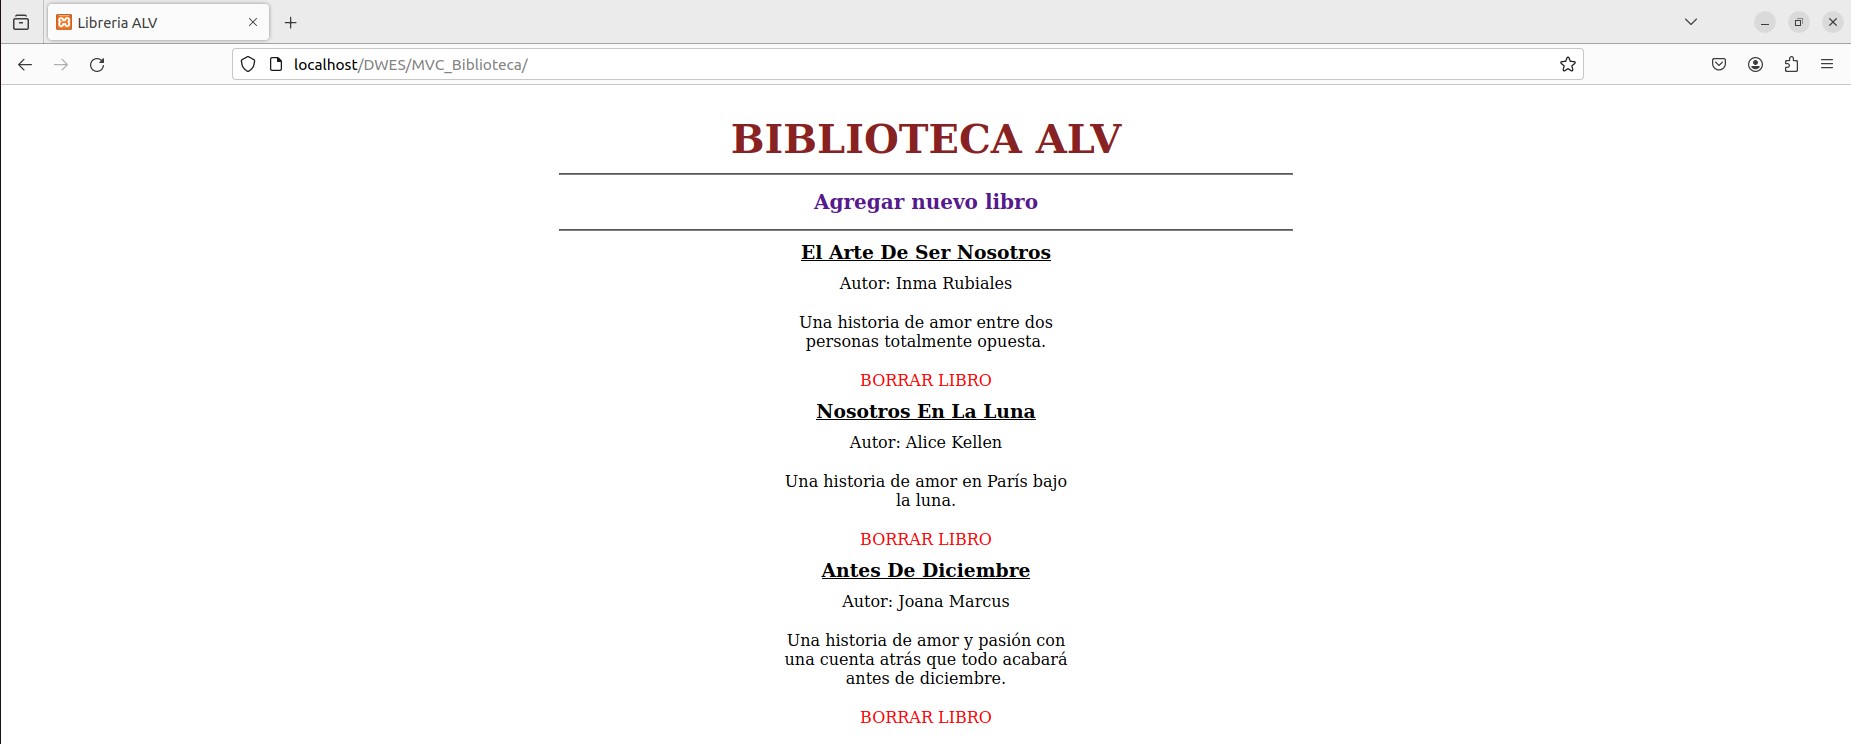 Libreria ALV
localhost/DWES/MVC_Biblioteca/
BIBLIOTECA ALV
Agregar nuevo libro
El Arte De Ser Nosotros
Autor: Inma Rubiales
Una historia de amor entre dos
personas totalmente opuesta.
BORRAR LIBRO
Nosotros En La Luna
Autor: Alice Kellen
Una historia de amor en París bajo
la luna.
BORRAR LIBRO
Antes De Diciembre
Autor: Joana Marcus
Una historia de amor y pasión con
una cuenta atrás que todo acabará
antes de diciembre.
BORRAR LIBRO